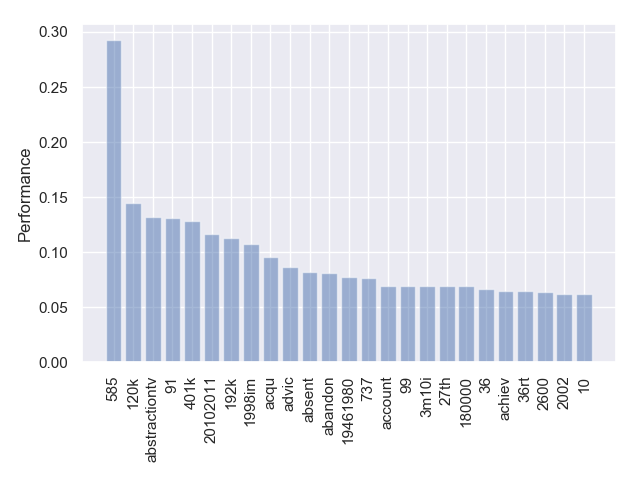 0.30
0.25
0.20
0.15
0.10
0.05
0.00
Performance
585
120k
abstractiontv
91
401k
20102011
192k
1998im
acqu
advic
absent
abandon
19461980
737
account
99
3m10i
27th
180000
36
achiev
36rt
2600
2002
10